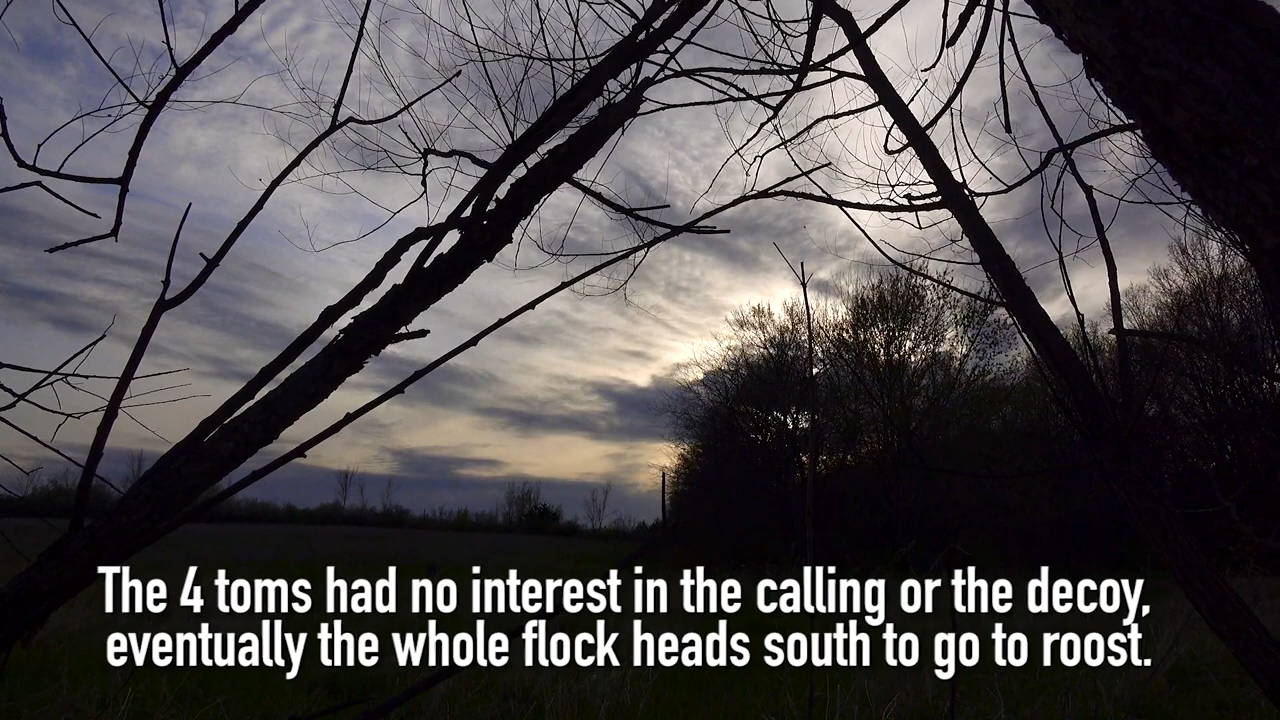 The 4 toms had no interest in the calling or the decoy,
eventually the whole flock heads south to go to roost.